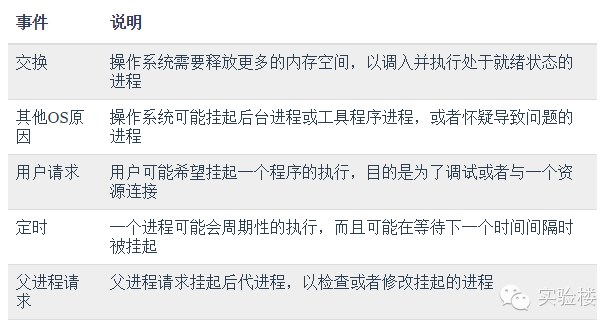 事件 说明
交换 操作系统需要释放更多的内存空间，以调入并执行处于就绪状态的
进程
其他OS原 操作系统可能挂起后台进程或工具程序进程，或者怀疑导致问题的
因 进程
用户请求 用户可能希望挂起一个程序的执行，目的是为了调试或者与一个资
源连接
定时 一个进程可能会周期性的执行，而且可能在等待下一个时间间隔时
被挂起
父进程请 父进程请求挂起后代进程，以检查或者修改挂起的进程
求
实验楼